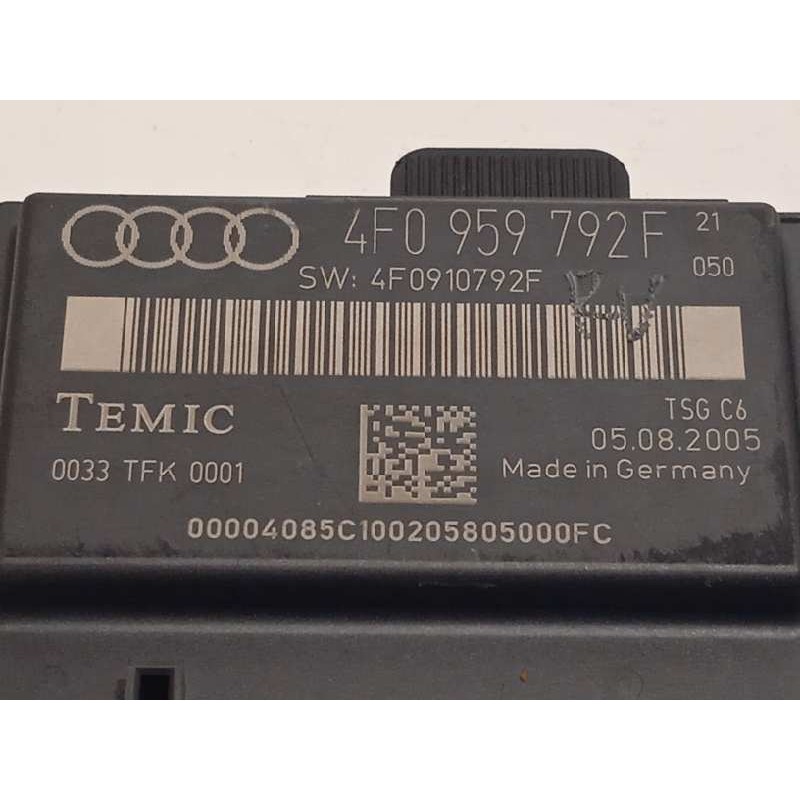 4F0 959 792F 21
SW: 4F0910792F 050
TEMIC
TSG C6
05.08.2005
0033 TFK 0001
Made in Germany
00004085C100205805000FC